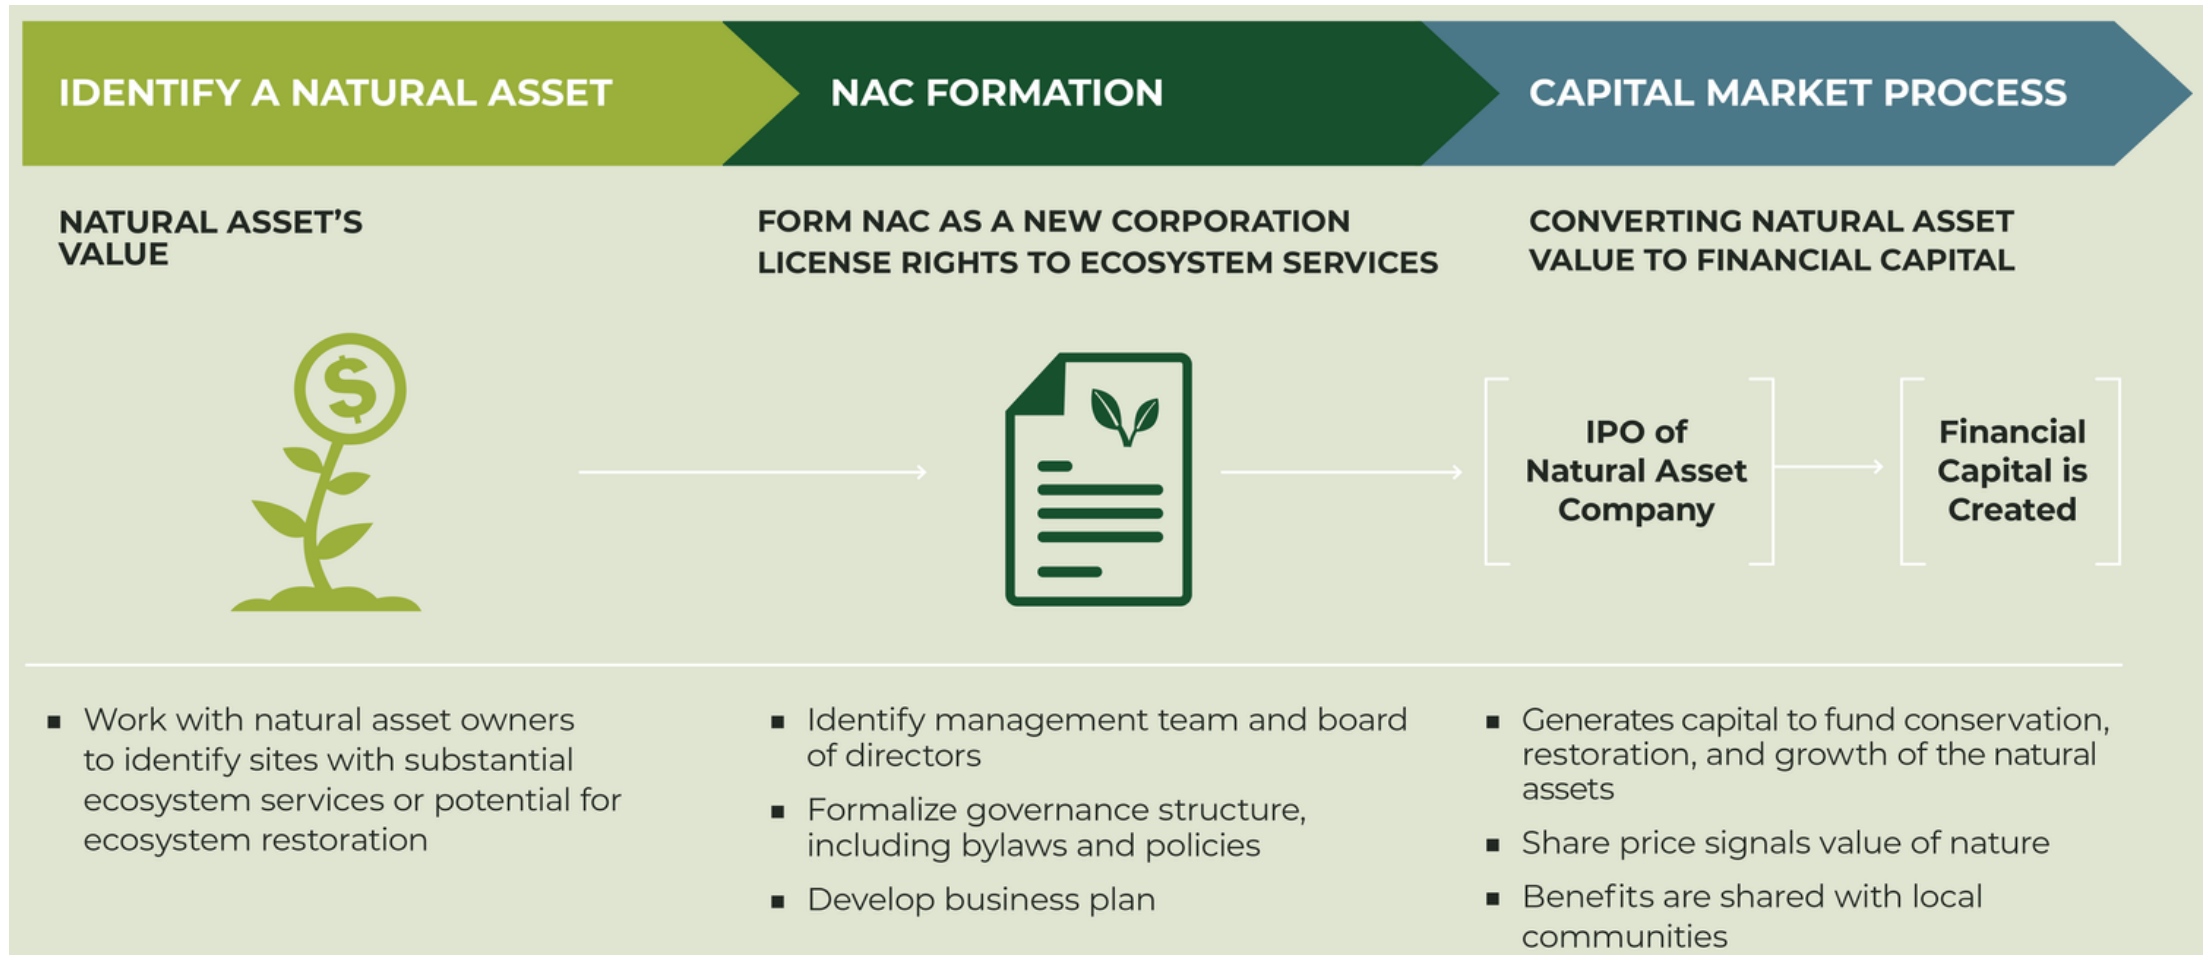 IDENTIFY A NATURAL ASSET
NAC FORMATION
CAPITAL MARKET PROCESS
NATURAL ASSET’S
VALUE
FORM NAC AS A NEW CORPORATION
LICENSE RIGHTS TO ECOSYSTEM SERVICES
CONVERTING NATURAL ASSET
VALUE TO FINANCIAL CAPITAL
$
IPO of
Natural Asset
Company
Financial
Capital is
Created
▪ Work with natural asset owners
to identify sites with substantial
ecosystem services or potential for
ecosystem restoration
▪ Identify management team and board
of directors
▪ Formalize governance structure,
including bylaws and policies
▪ Develop business plan
▪ Generates capital to fund conservation,
restoration, and growth of the natural
assets
▪ Share price signals value of nature
▪ Benefits are shared with local
communities